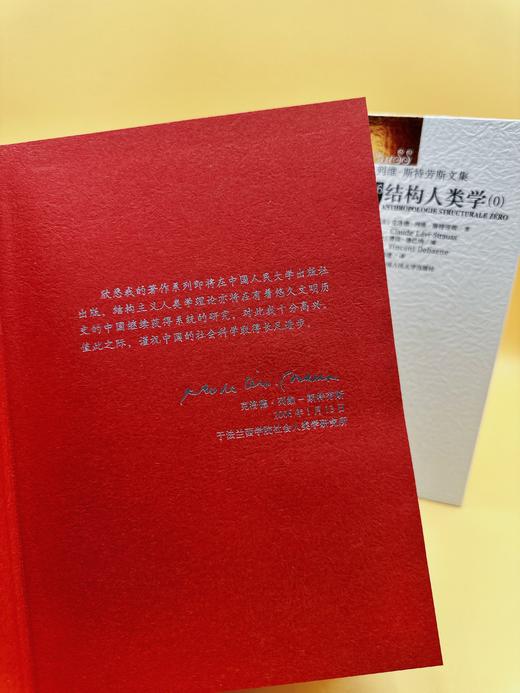 欣悉我的著作系列即将在中国人民大学出版社
出版，结构主义人类学理论亦将在有着悠久文明历
史的中国继续获得系统的研究，对此我十分高兴。
值此之际，谨祝中国的社会科学取得长足进步。
克洛德·列维－斯特劳斯
2006年1月13日
于法兰西学院社会人类学研究所
列维·斯特劳斯文集
结构人类学(0)
ANTHROPOLOGIE STRUCTURALE ZÉRO
Claude Lévi-Strauss 著
Vincent Debaene